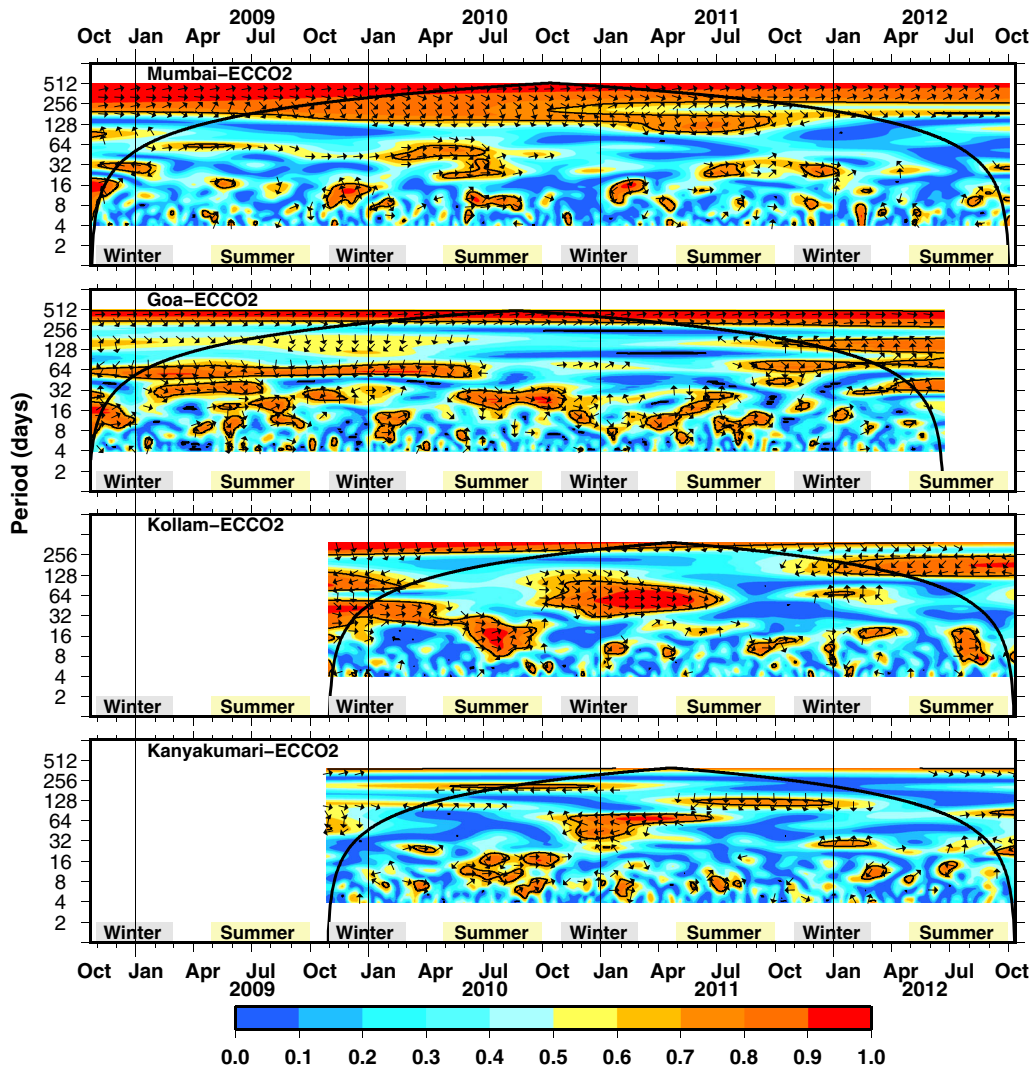 2009 2010 2011 2012
Oct Jan Apr Jul Oct Jan Apr Jul Oct Jan Apr Jul Oct Jan Apr Jul Oct
Mumbai−ECCO2
512
256
128
64
32
16
8
4
2
Winter Summer Winter Summer Winter Summer Winter Summer
Goa−ECCO2
512
256
128
64
32
16
8
4
2
Winter Summer Winter Summer Winter Summer Winter Summer
Period (days)
Kollam−ECCO2
256
128
64
32
16
8
4
2
Winter Summer Winter Summer Winter Summer Winter Summer
Kanyakumari−ECCO2
512
256
128
64
32
16
8
4
2
Winter Summer Winter Summer Winter Summer Winter Summer
Oct Jan Apr Jul Oct Jan Apr Jul Oct Jan Apr Jul Oct Jan Apr Jul Oct
2009 2010 2011 2012
0.0 0.1 0.2 0.3 0.4 0.5 0.6 0.7 0.8 0.9 1.0